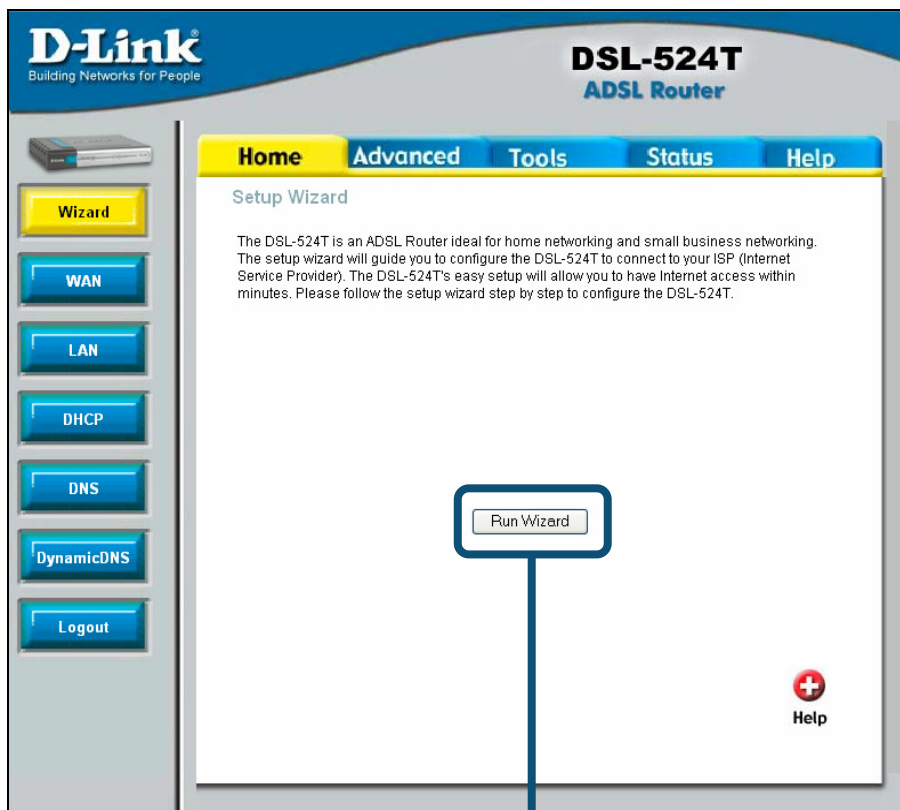 D-Link
Building Networks for People
DSL-524T
ADSL Router
Home
Advanced
Tools
Status
Help
Wizard
WAN
LAN
DHCP
DNS
DynamicDNS
Logout
Setup Wizard
The DSL-524T is an ADSL Router ideal for home networking and small business networking.
The setup wizard will guide you to configure the DSL-524T to connect to your ISP (Internet
Service Provider). The DSL-524T's easy setup will allow you to have Internet access within
minutes. Please follow the setup wizard step by step to configure the DSL-524T.
Run Wizard
Help